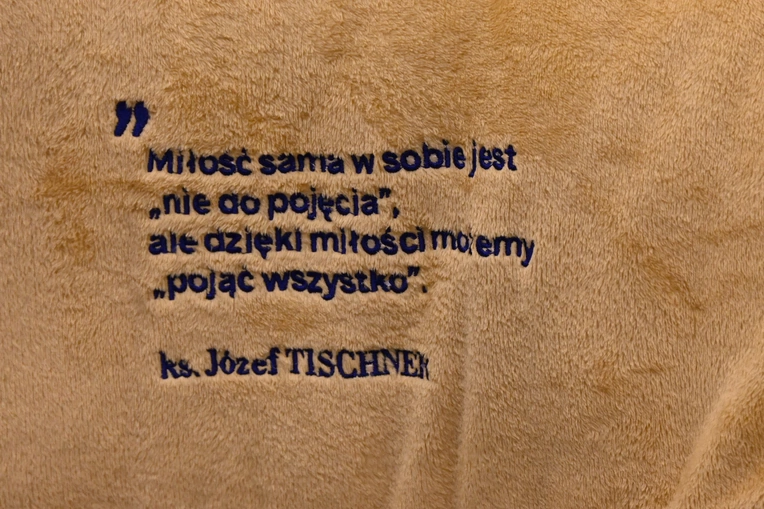 ”
Miłość sama w sobie jest
„nie do pojęcia”,
ale dzięki miłości możemy
„pojąć wszystko”.
ks. Józef TISCHNER